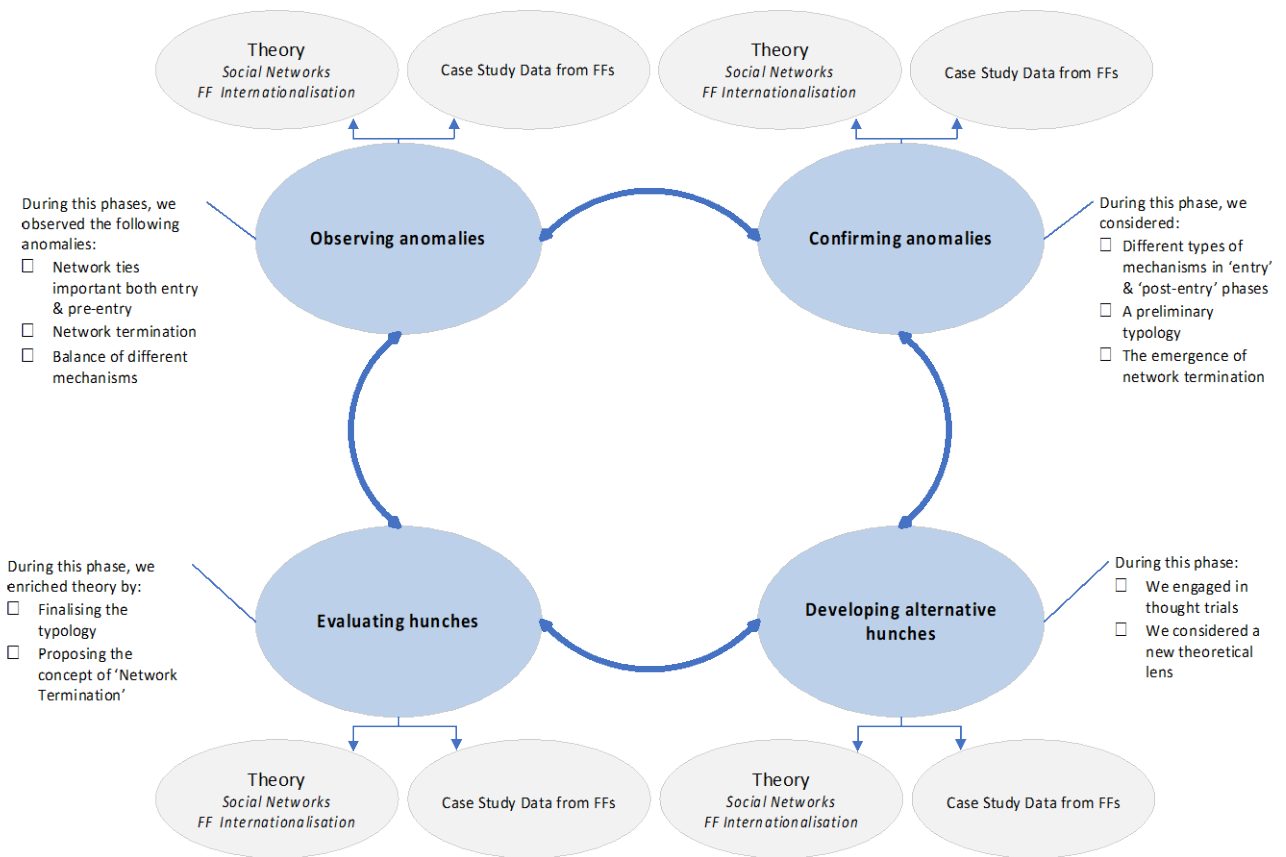 Theory
Social Networks
FF Internationalisation
Case Study Data from FFs
Theory
Social Networks
FF Internationalisation
Case Study Data from FFs
During this phases, we
observed the following
anomalies:
☐ Network ties
important both entry
& pre-entry
☐ Network termination
☐ Balance of different
mechanisms
Observing anomalies
Confirming anomalies
During this phase, we
considered:
☐ Different types of
mechanisms in ‘entry’
& ‘post-entry’ phases
☐ A preliminary
typology
☐ The emergence of
network termination
During this phase, we
enriched theory by:
☐ Finalising the
typology
☐ Proposing the
concept of ‘Network
Termination’
Evaluating hunches
Developing alternative
hunches
During this phase:
☐ We engaged in
thought trials
☐ We considered a
new theoretical
lens
Theory
Social Networks
FF Internationalisation
Case Study Data from FFs
Theory
Social Networks
FF Internationalisation
Case Study Data from FFs